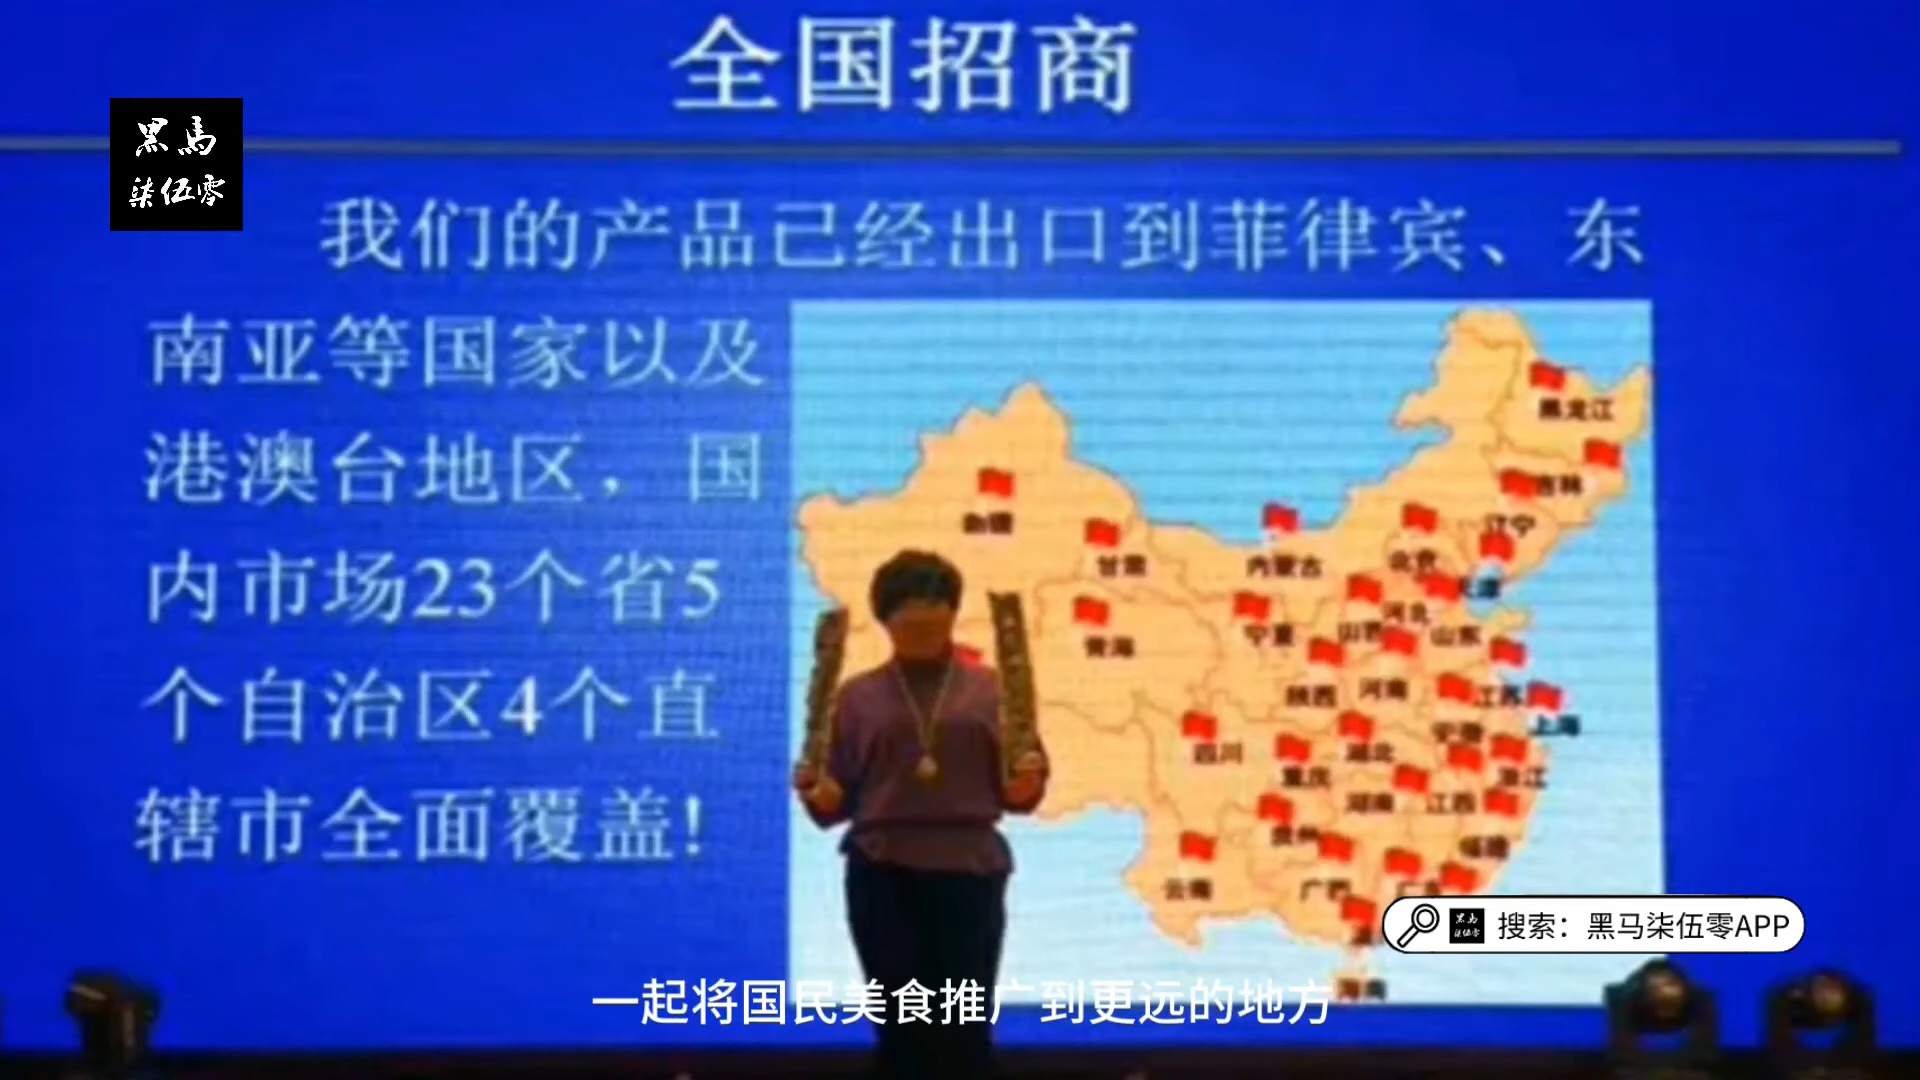 全国招商
黑馬
柒伍零
我们的产品已经出口到菲律宾、东
南亚等国家以及
港澳台地区，国
内市场23个省5
个自治区4个直
辖市全面覆盖!
黑龙江
吉林
辽宁
新疆
甘肃
内蒙古
北京
天津
河北
青海
宁夏
山西
山东
陕西
河南
江苏
上海
安徽
四川
湖北
重庆
浙江
湖南
江西
贵州
福建
云南
广西
广东
海南
搜索：黑马柒伍零APP
一起将国民美食推广到更远的地方